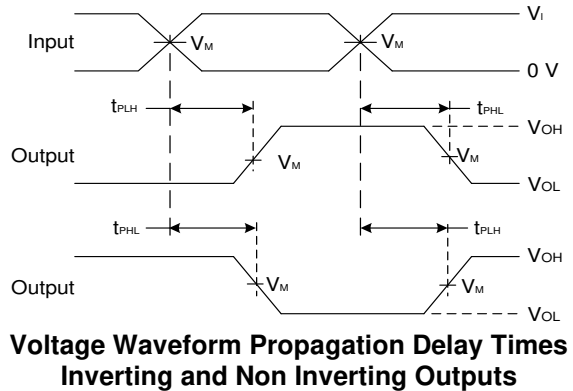 VI
Input
VM
VM
0 V
tPLH
tPHL
VOH
Output
VM
VM
VOL
tPHL
tPLH
VOH
Output
VM
VM
VOL
Voltage Waveform Propagation Delay Times
Inverting and Non Inverting Outputs